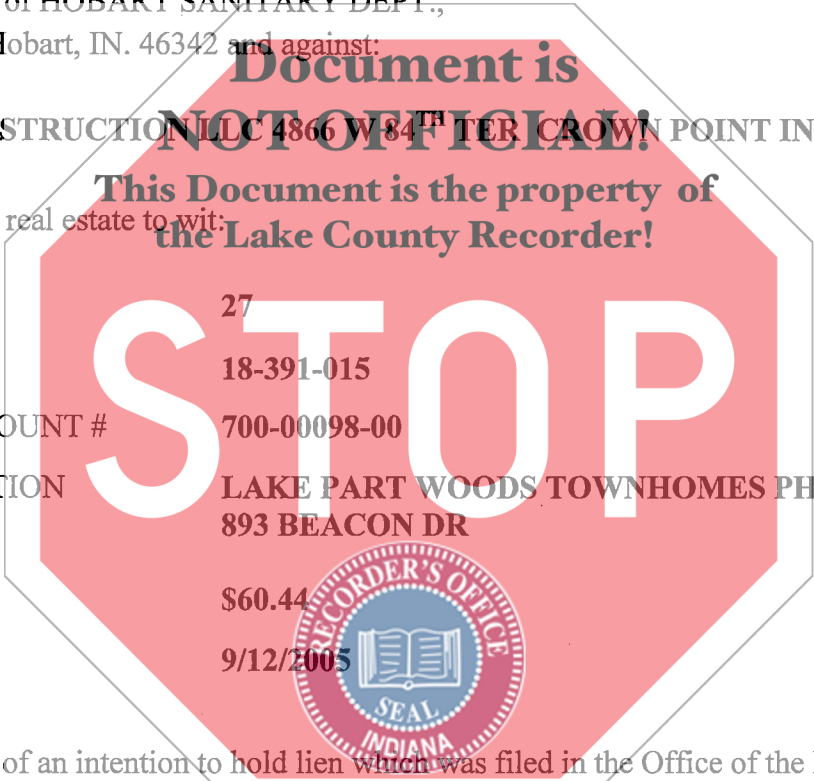 of HOBART SANITARY DEPT.,
Hobart, IN. 46342 and against:
Document is
NOT OFFICIAL!
STRUCTION LLC 4866 W 84TH TER CROWN POINT IN
This Document is the property of
the Lake County Recorder!
real estate to wit:
27
18-391-015
OUNT # 700-00098-00
TION LAKE PART WOODS TOWNHOMES PH
893 BEACON DR
$60.44
9/12/2005
STOP
RECORDER'S OFFICE
SEAL
INDIANA
of an intention to hold lien which was filed in the Office of the